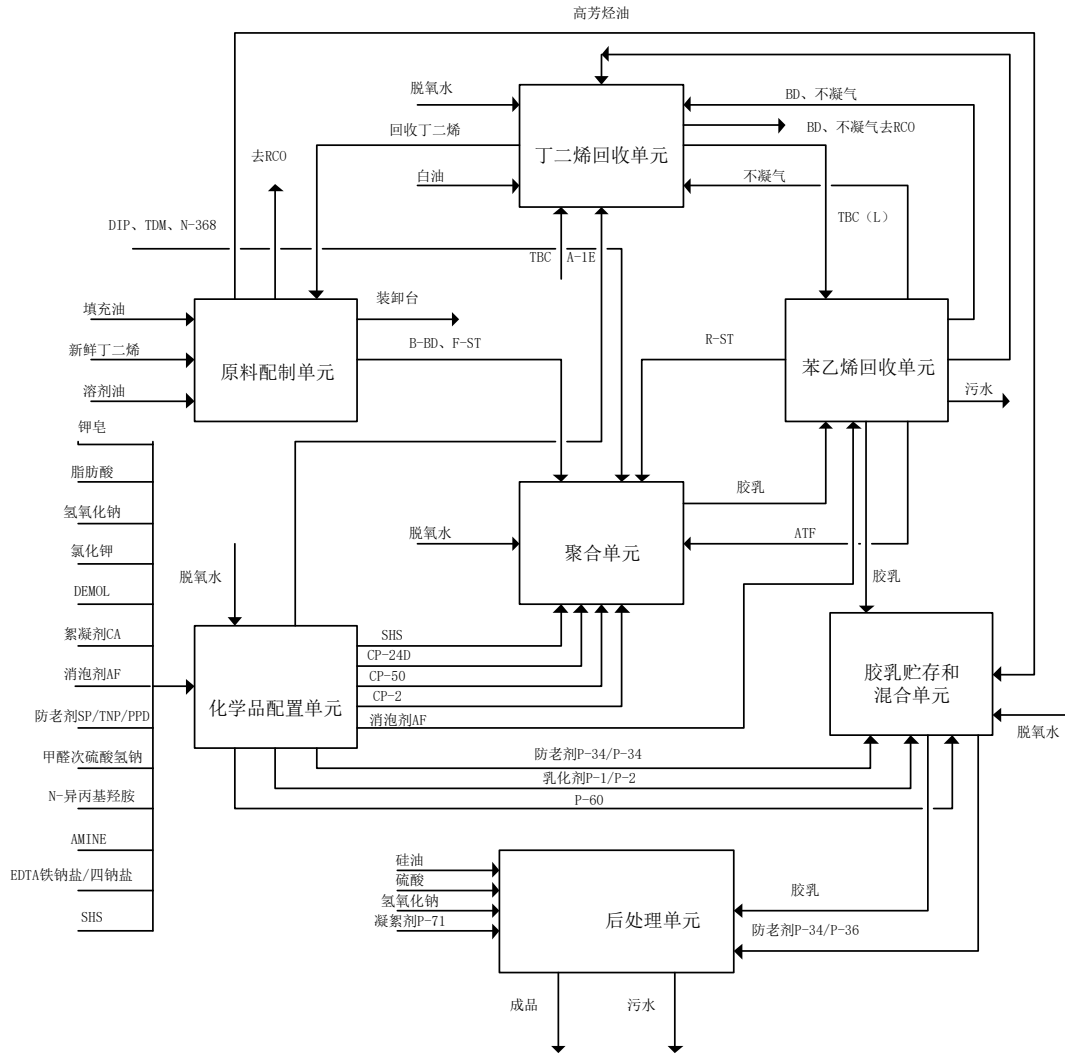 高芳烃油
脱氧水
BD、不凝气
BD、不凝气去RCO
回收丁二烯
去RCO
丁二烯回收单元
白油
不凝气
TBC（L）
DIP、TDM、N-368
TBC
A-1E
填充油
装卸台
新鲜丁二烯
B-BD、F-ST
R-ST
原料配制单元
苯乙烯回收单元
溶剂油
污水
钾皂
脂肪酸
胶乳
氢氧化钠
脱氧水
ATF
聚合单元
氯化钾
脱氧水
胶乳
DEMOL
絮凝剂CA
SHS
CP-24D
消泡剂AF
CP-50
胶乳贮存和
混合单元
CP-2
化学品配置单元
防老剂SP/TNP/PPD
消泡剂AF
脱氧水
甲醛次硫酸氢钠
防老剂P-34/P-34
乳化剂P-1/P-2
N-异丙基羟胺
P-60
AMINE
硅油
EDTA铁钠盐/四钠盐
硫酸
胶乳
氢氧化钠
SHS
凝絮剂P-71
后处理单元
防老剂P-34/P-36
成品
污水